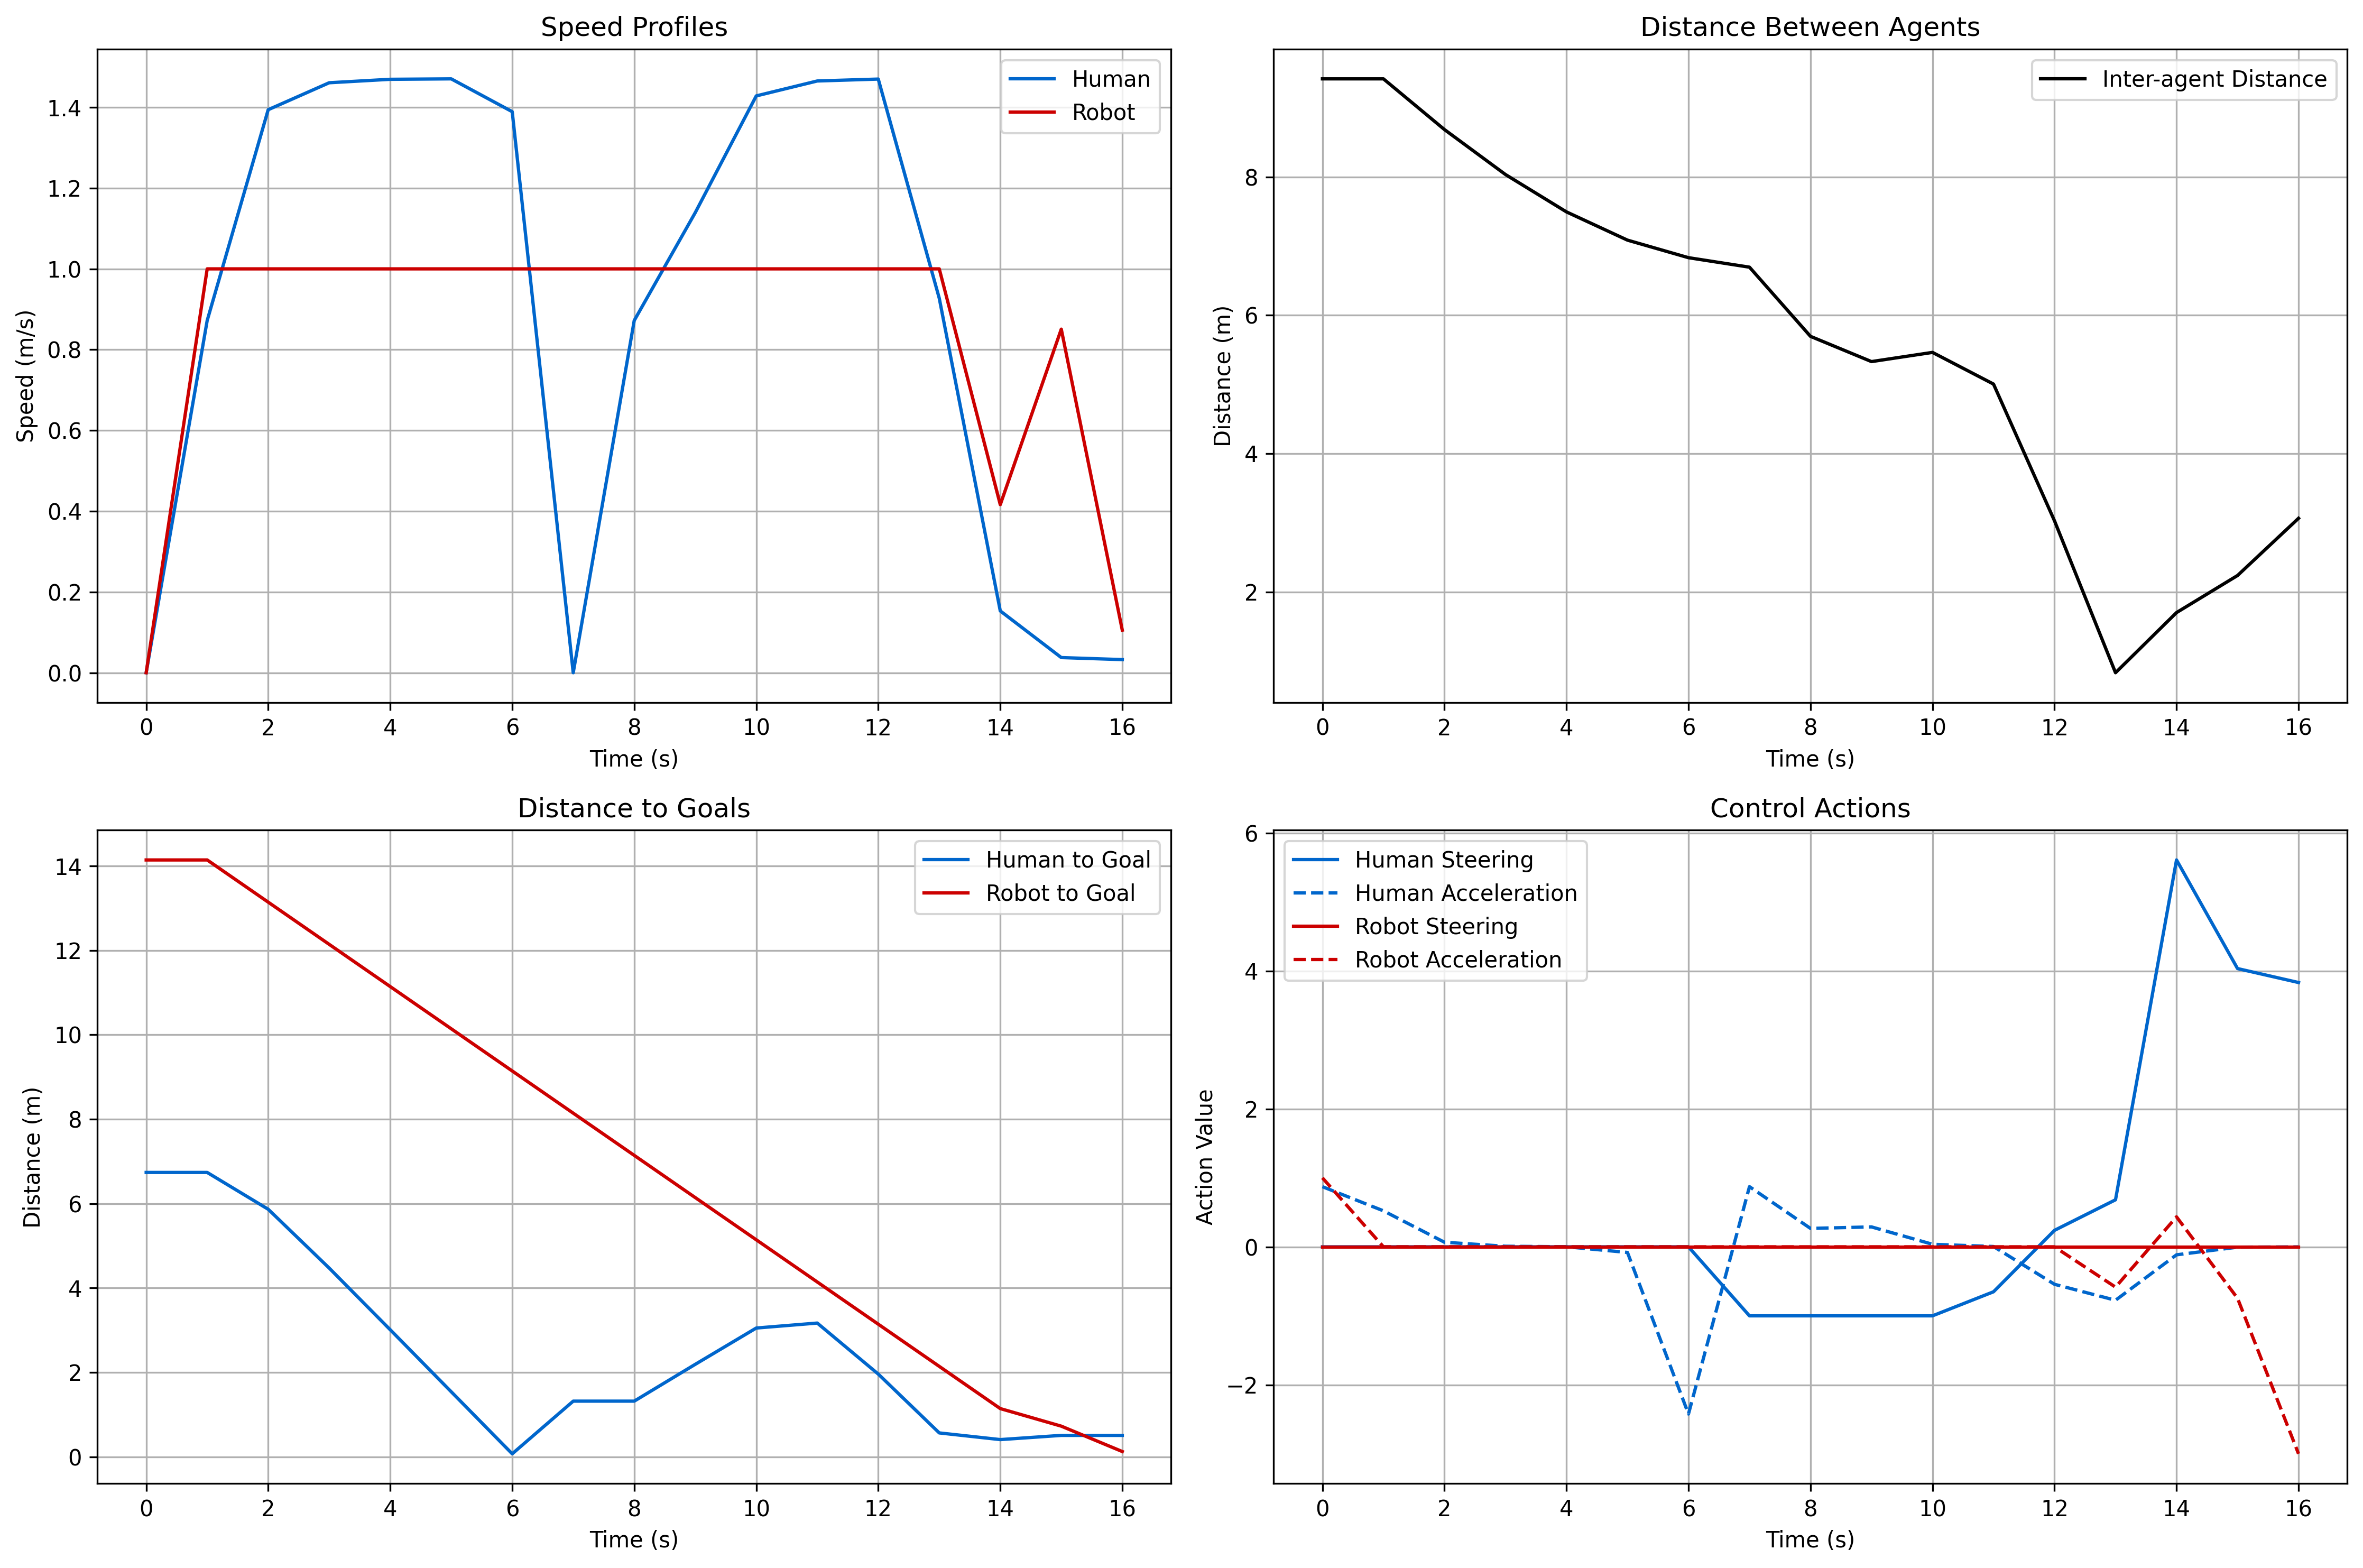 Speed Profiles
Speed (m/s)
1.4
1.2
1.0
0.8
0.6
0.4
0.2
0.0
Human
Robot
0 2 4 6 8 10 12 14 16
Time (s)
Distance Between Agents
Distance (m)
8
6
4
2
Inter-agent Distance
0 2 4 6 8 10 12 14 16
Time (s)
Distance to Goals
Distance (m)
14
12
10
8
6
4
2
0
Human to Goal
Robot to Goal
0 2 4 6 8 10 12 14 16
Time (s)
Control Actions
Action Value
6
4
2
0
−2
Human Steering
Human Acceleration
Robot Steering
Robot Acceleration
0 2 4 6 8 10 12 14 16
Time (s)